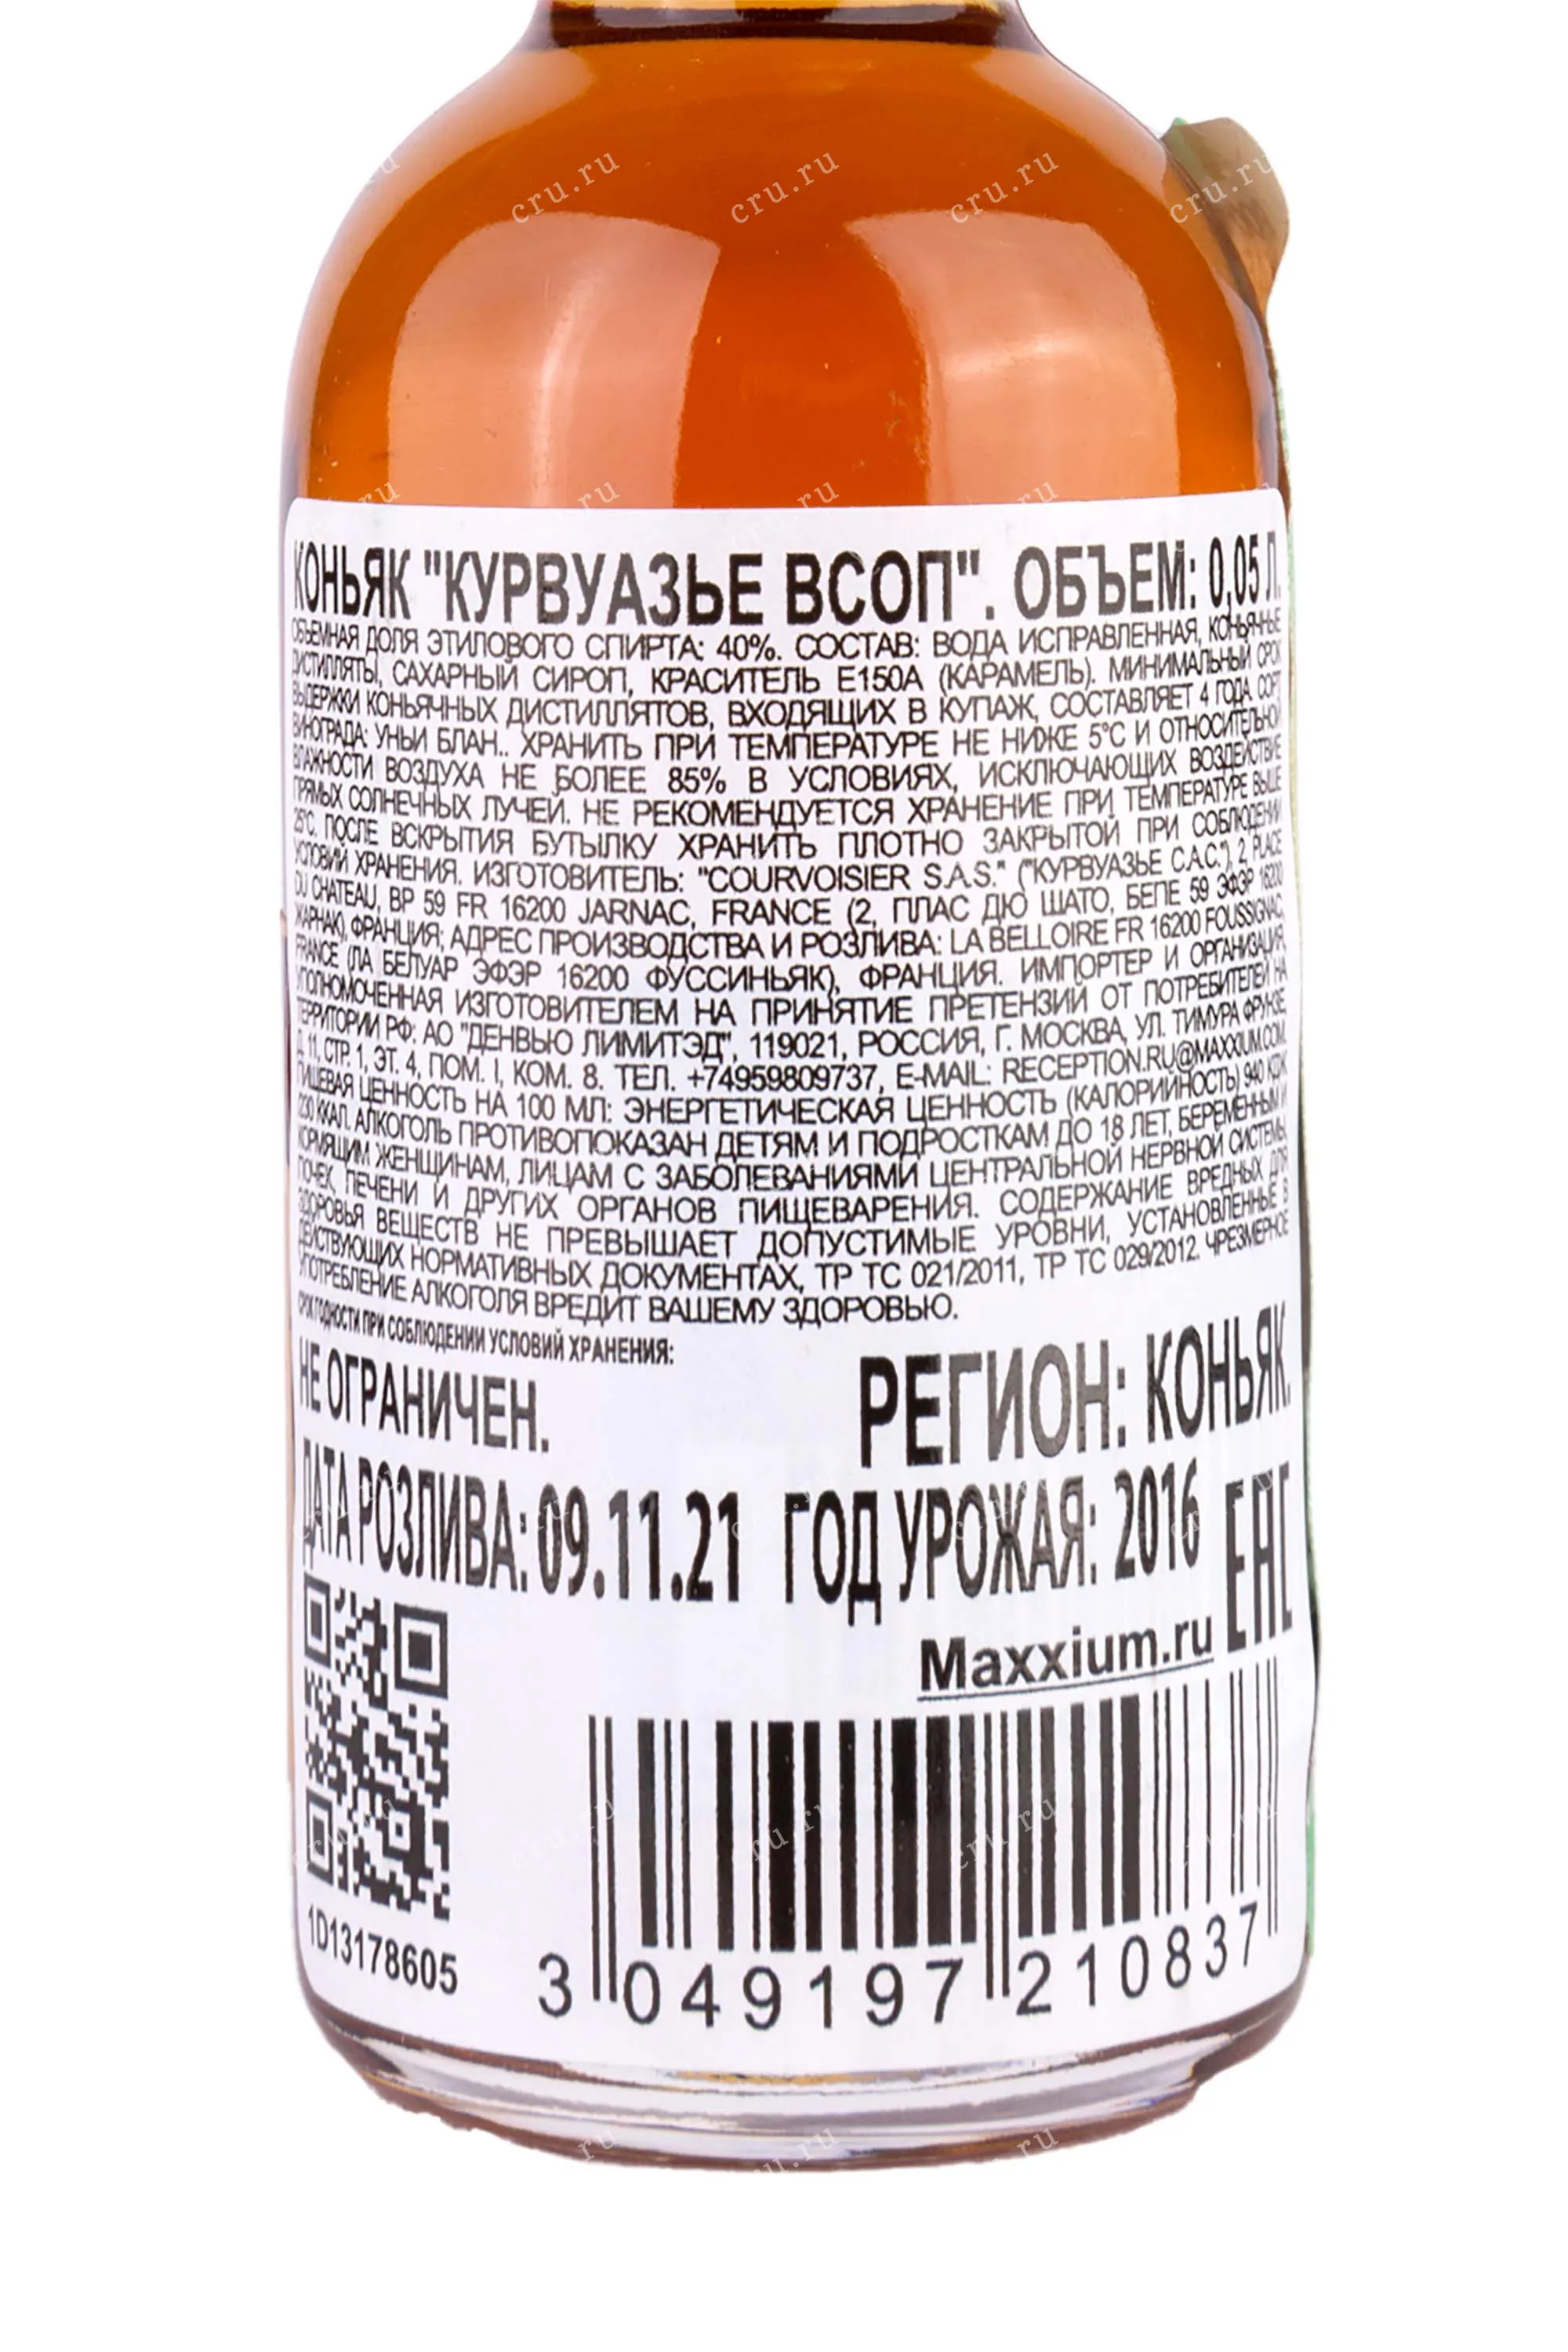 КОНЬЯК "КУРВУАЗЬЕ ВСОП". ОБЪЕМ: 0,05 Л.
ОБЪЕМНАЯ ДОЛЯ ЭТИЛОВОГО СПИРТА: 40%. СОСТАВ: ВОДА ИСПРАВЛЕННАЯ, КОНЬЯЧНЫЕ
ДИСТИЛЛЯТЫ, САХАРНЫЙ СИРОП, КРАСИТЕЛЬ Е150А (КАРАМЕЛЬ). МИНИМАЛЬНЫЙ СРОК
ВЫДЕРЖКИ КОНЬЯЧНЫХ ДИСТИЛЛЯТОВ, ВХОДЯЩИХ В КУПАЖ, СОСТАВЛЯЕТ 4 ГОДА. СОРТ
ВИНОГРАДА: УНЬИ БЛАН.. ХРАНИТЬ ПРИ ТЕМПЕРАТУРЕ НЕ НИЖЕ 5°С И ОТНОСИТЕЛЬНОЙ
ВЛАЖНОСТИ ВОЗДУХА НЕ БОЛЕЕ 85% В УСЛОВИЯХ, ИСКЛЮЧАЮЩИХ ВОЗДЕЙСТВИЕ
ПРЯМЫХ СОЛНЕЧНЫХ ЛУЧЕЙ. НЕ РЕКОМЕНДУЕТСЯ ХРАНЕНИЕ ПРИ ТЕМПЕРАТУРЕ ВЫШЕ
25°С. ПОСЛЕ ВСКРЫТИЯ БУТЫЛКУ ХРАНИТЬ ПЛОТНО ЗАКРЫТОЙ ПРИ СОБЛЮДЕНИИ
УСЛОВИЙ ХРАНЕНИЯ. ИЗГОТОВИТЕЛЬ: "COURVOISIER S.A.S." ("КУРВУАЗЬЕ С.А.С."), 2, PLACE
DU CHATEAU, BP 59 FR 16200 JARNAC, FRANCE (2, ПЛАС ДЮ ШАТО, БЕПЕ 59 ЭФЭР 16200
ЖАРНАК), ФРАНЦИЯ; АДРЕС ПРОИЗВОДСТВА И РОЗЛИВА: LA BELLOIRE FR 16200 FOUSSIGNAC,
FRANCE (ЛА БЕЛУАР ЭФЭР 16200 ФУССИНЬЯК), ФРАНЦИЯ. ИМПОРТЕР И ОРГАНИЗАЦИЯ,
УПОЛНОМОЧЕННАЯ ИЗГОТОВИТЕЛЕМ НА ПРИНЯТИЕ ПРЕТЕНЗИЙ ОТ ПОТРЕБИТЕЛЕЙ НА
ТЕРРИТОРИИ РФ: АО "ДЕНВЬЮ ЛИМИТЭД", 119021, РОССИЯ, Г. МОСКВА, УЛ. ТИМУРА ФРУНЗЕ,
Д. 11, СТР. 1, ЭТ. 4, ПОМ. I, КОМ. 8. ТЕЛ. +74959809737, E-MAIL: RECEPTION.RU@MAXXIUM.COM.
ПИЩЕВАЯ ЦЕННОСТЬ НА 100 МЛ: ЭНЕРГЕТИЧЕСКАЯ ЦЕННОСТЬ (КАЛОРИЙНОСТЬ) 940 КДЖ
/230 ККАЛ. АЛКОГОЛЬ ПРОТИВОПОКАЗАН ДЕТЯМ И ПОДРОСТКАМ ДО 18 ЛЕТ, БЕРЕМЕННЫМ И
КОРМЯЩИМ ЖЕНЩИНАМ, ЛИЦАМ С ЗАБОЛЕВАНИЯМИ ЦЕНТРАЛЬНОЙ НЕРВНОЙ СИСТЕМЫ,
ПОЧЕК, ПЕЧЕНИ И ДРУГИХ ОРГАНОВ ПИЩЕВАРЕНИЯ. СОДЕРЖАНИЕ ВРЕДНЫХ ДЛЯ
ЗДОРОВЬЯ ВЕЩЕСТВ НЕ ПРЕВЫШАЕТ ДОПУСТИМЫЕ УРОВНИ, УСТАНОВЛЕННЫЕ В
ДЕЙСТВУЮЩИХ НОРМАТИВНЫХ ДОКУМЕНТАХ, ТР ТС 021/2011, ТР ТС 029/2012. ЧРЕЗМЕРНОЕ
УПОТРЕБЛЕНИЕ АЛКОГОЛЯ ВРЕДИТ ВАШЕМУ ЗДОРОВЬЮ.
СРОК ГОДНОСТИ ПРИ СОБЛЮДЕНИИ УСЛОВИЙ ХРАНЕНИЯ:
НЕ ОГРАНИЧЕН.
РЕГИОН: КОНЬЯК.
ДАТА РОЗЛИВА: 09.11.21 ГОД УРОЖАЯ: 2016
ЕАС
Maxxium.ru
1D13178605
3 049197 210837
cru.ru